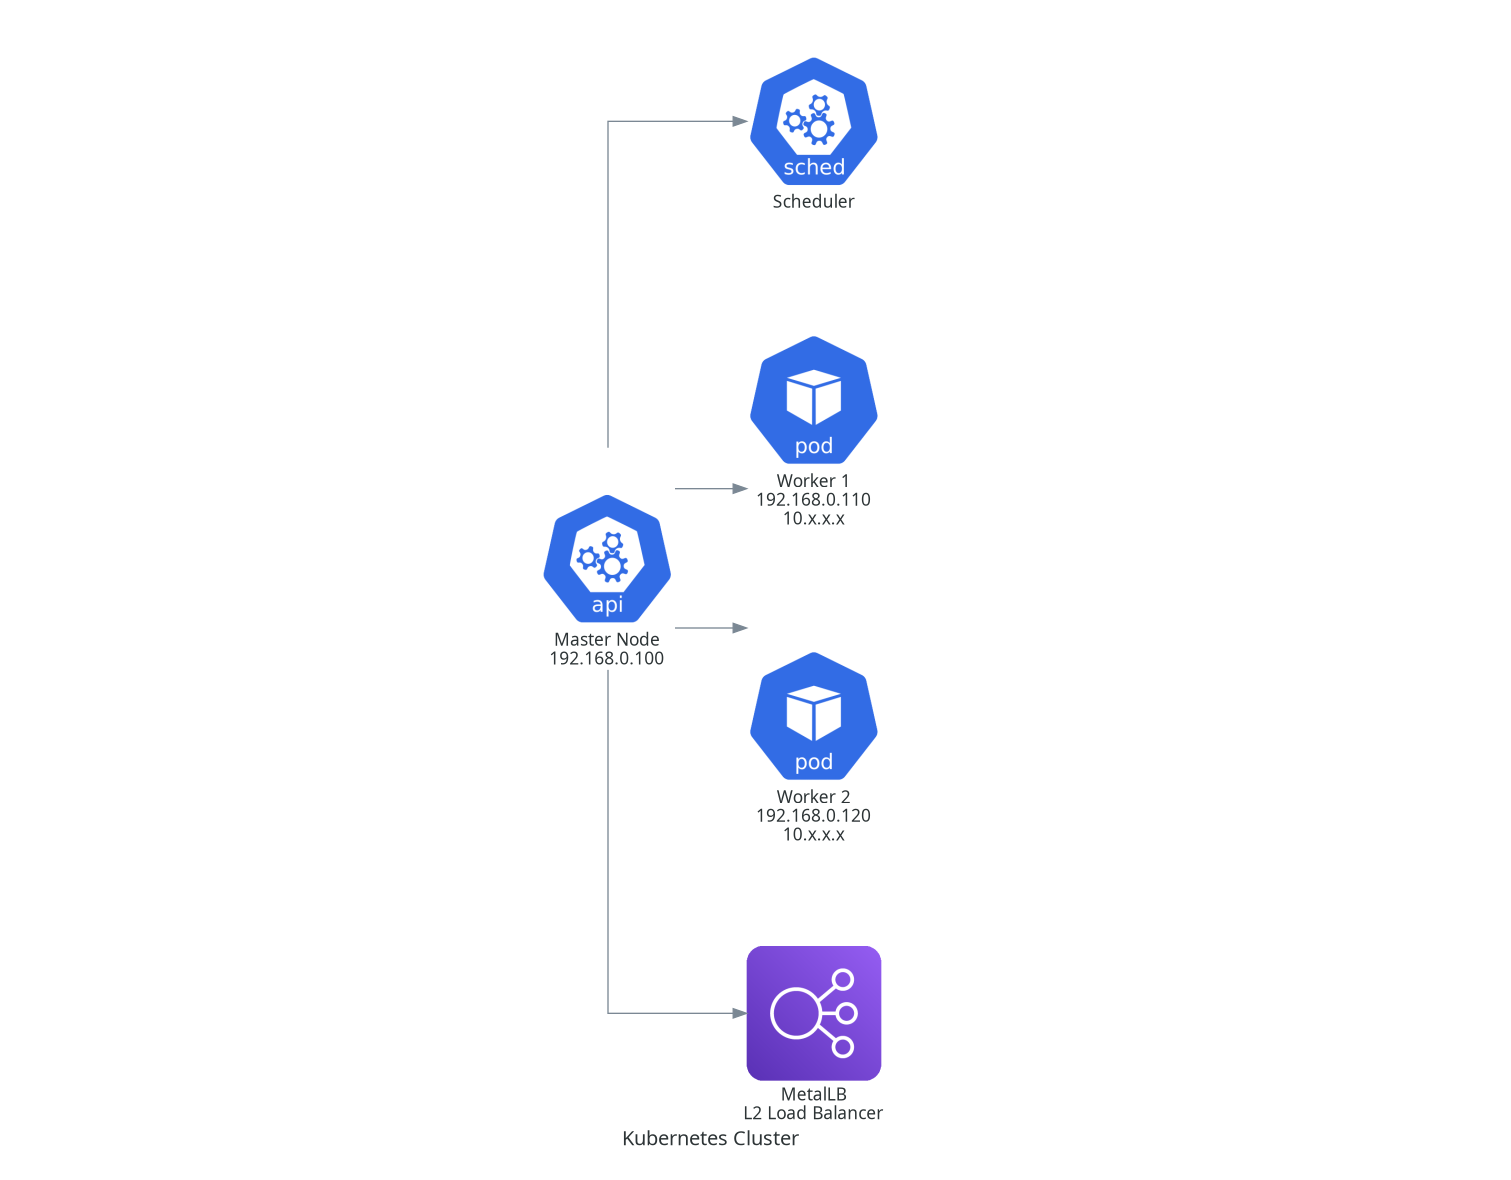 sched
Scheduler
pod
Worker 1
192.168.0.110
10.x.x.x
api
Master Node
192.168.0.100
pod
Worker 2
192.168.0.120
10.x.x.x
MetalLB
L2 Load Balancer
Kubernetes Cluster